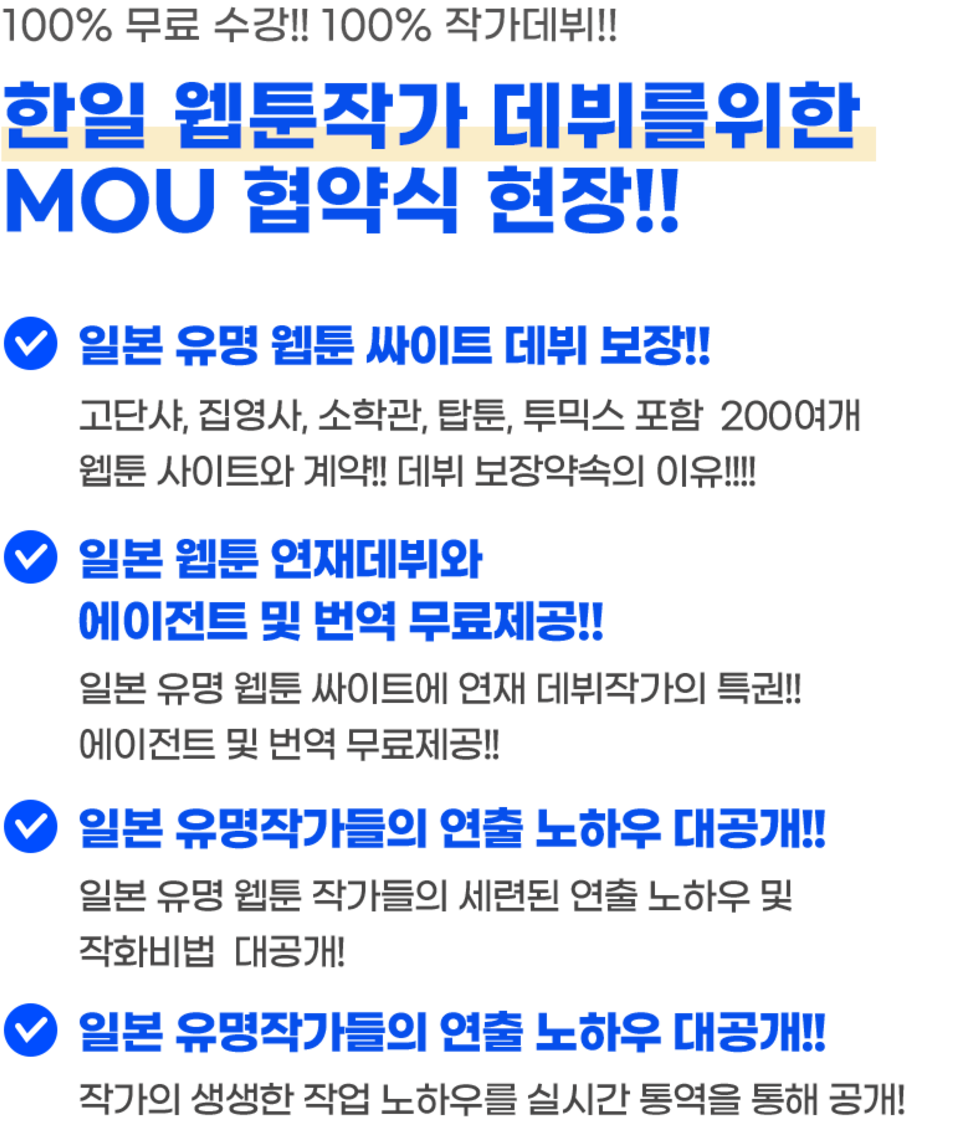 100% 무료 수강!! 100% 작가데뷔!!
한일 웹툰작가 데뷔를위한
MOU 협약식 현장!!
일본 유명 웹툰 싸이트 데뷔 보장!!
고단샤, 집영사, 소학관, 탑툰, 투믹스 포함 200여개
웹툰 사이트와 계약!! 데뷔 보장약속의 이유!!!!
일본 웹툰 연재데뷔와
에이전트 및 번역 무료제공!!
일본 유명 웹툰 싸이트에 연재 데뷔작가의 특권!!
에이전트 및 번역 무료제공!!
일본 유명작가들의 연출 노하우 대공개!!
일본 유명 웹툰 작가들의 세련된 연출 노하우 및
작화비법 대공개!
일본 유명작가들의 연출 노하우 대공개!!
작가의 생생한 작업 노하우를 실시간 통역을 통해 공개!